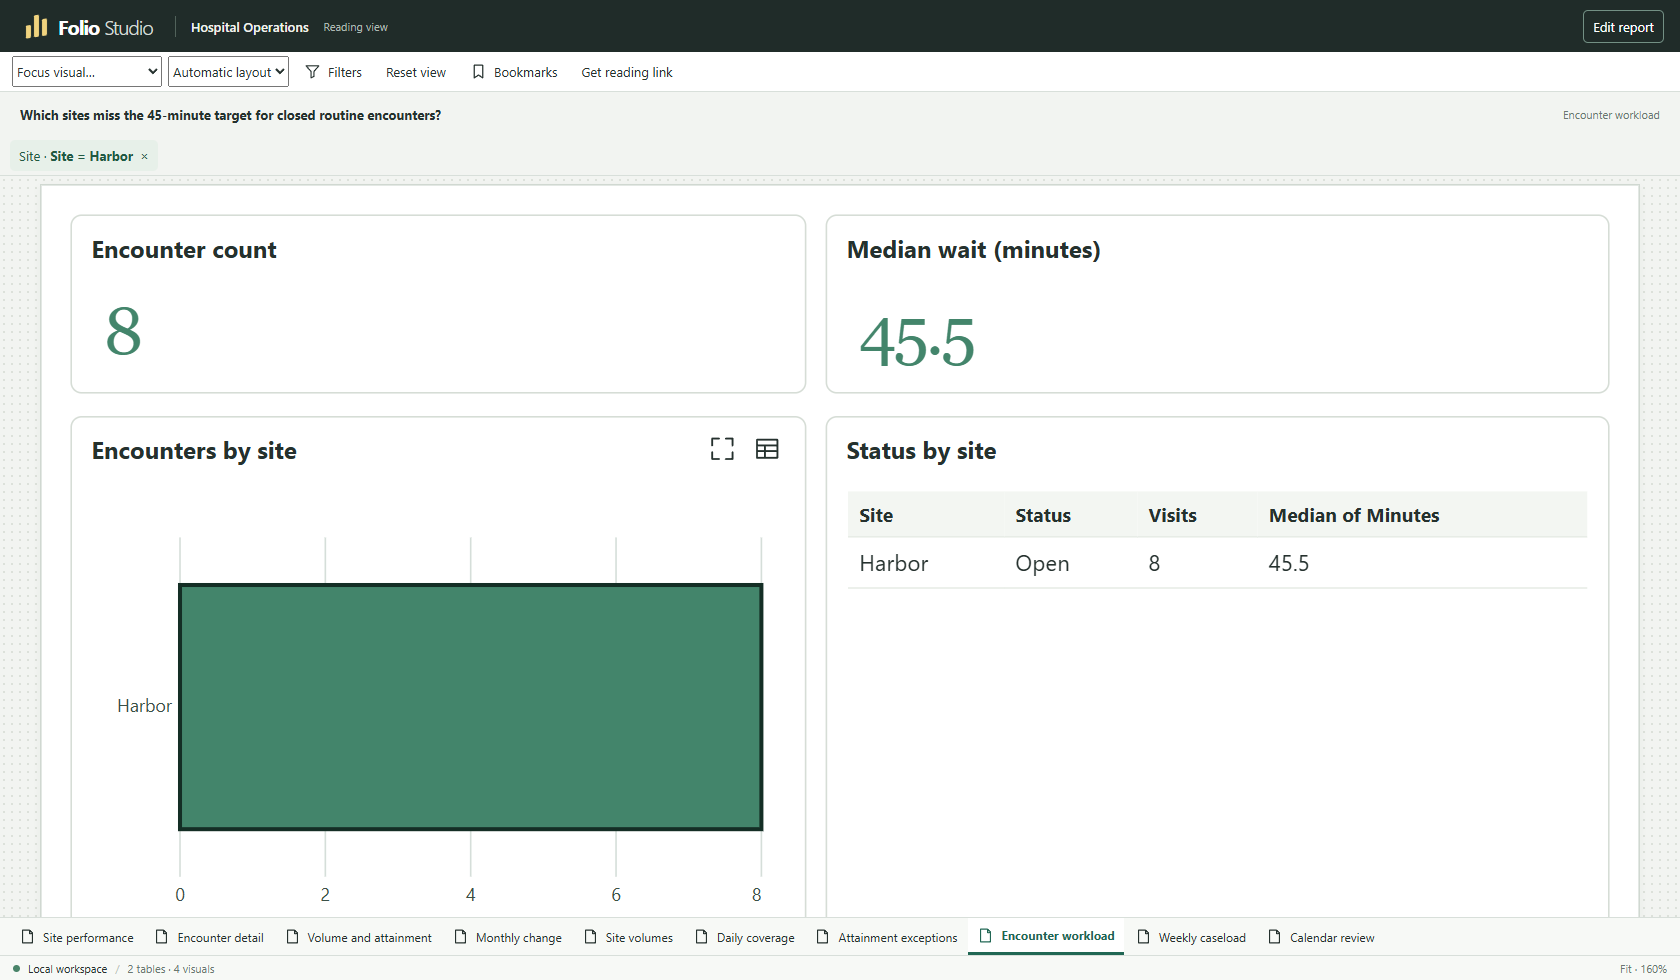 Folio Studio Hospital Operations Reading view Edit report
Focus visual... Automatic layout Filters Reset view Bookmarks Get reading link
Which sites miss the 45-minute target for closed routine encounters? Encounter workload
Site · Site = Harbor ×
Encounter count
8
Median wait (minutes)
45.5
Encounters by site
Harbor
0 2 4 6 8
Status by site
Site Status Visits Median of Minutes
Harbor Open 8 45.5
Site performance Encounter detail Volume and attainment Monthly change Site volumes Daily coverage Attainment exceptions Encounter workload Weekly caseload Calendar review
Local workspace / 2 tables · 4 visuals Fit · 160%